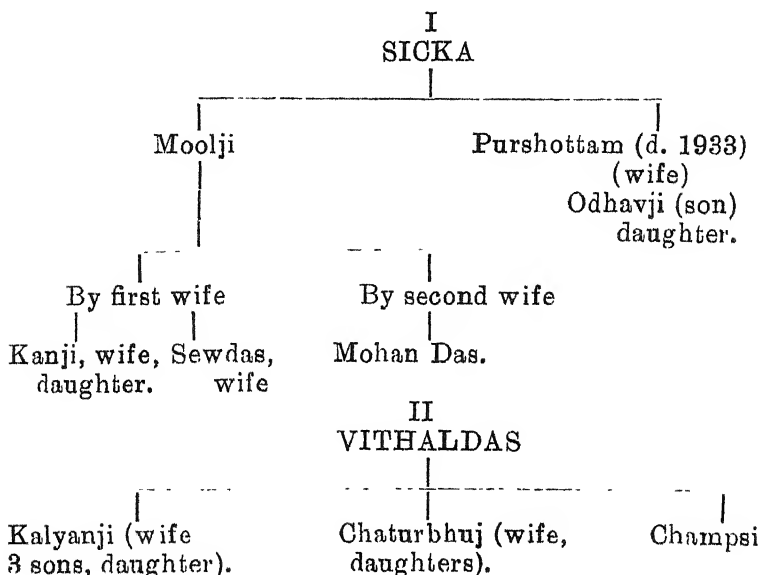 I
SICKA
Moolji Purshottam (d. 1933)
(wife)
Odhavji (son)
daughter.
By first wife By second wife
Kanji, wife, Sewdas, Mohan Das.
daughter. wife
II
VITHALDAS
Kalyanji (wife Chaturbhuj (wife, Champsi
3 sons, daughter). daughters).